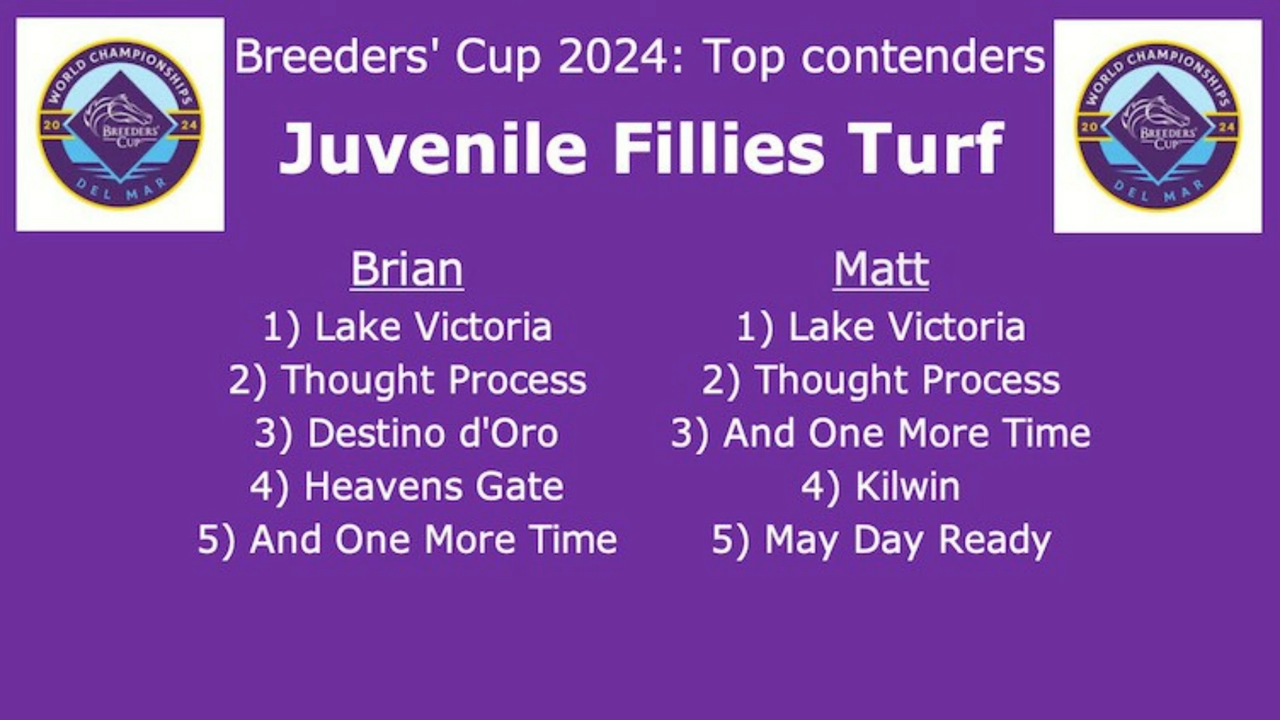 WORLD CHAMPIONSHIPS
20 24
BREEDERS'
CUP
DEL MAR
Breeders' Cup 2024: Top contenders
Juvenile Fillies Turf
WORLD CHAMPIONSHIPS
20 24
BREEDERS'
CUP
DEL MAR
Brian
1) Lake Victoria
2) Thought Process
3) Destino d'Oro
4) Heavens Gate
5) And One More Time
Matt
1) Lake Victoria
2) Thought Process
3) And One More Time
4) Kilwin
5) May Day Ready